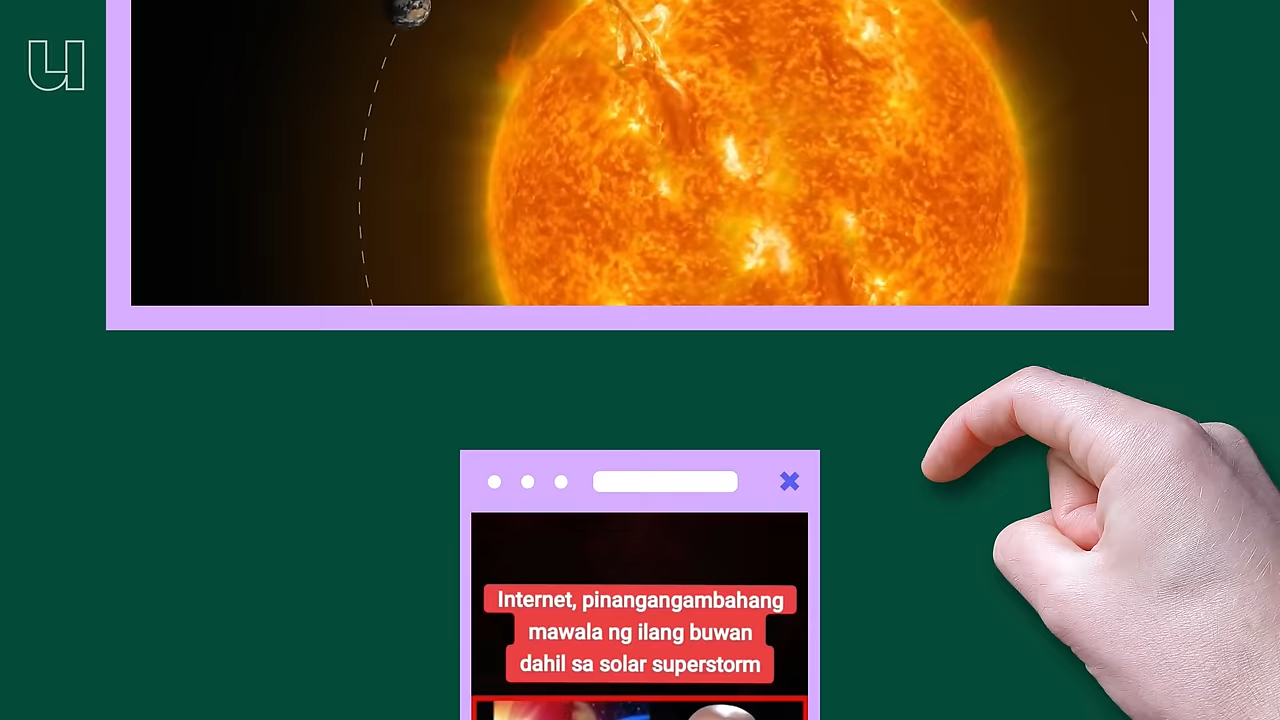 u
Internet, pinangangambahang
mawala ng ilang buwan
dahil sa solar superstorm